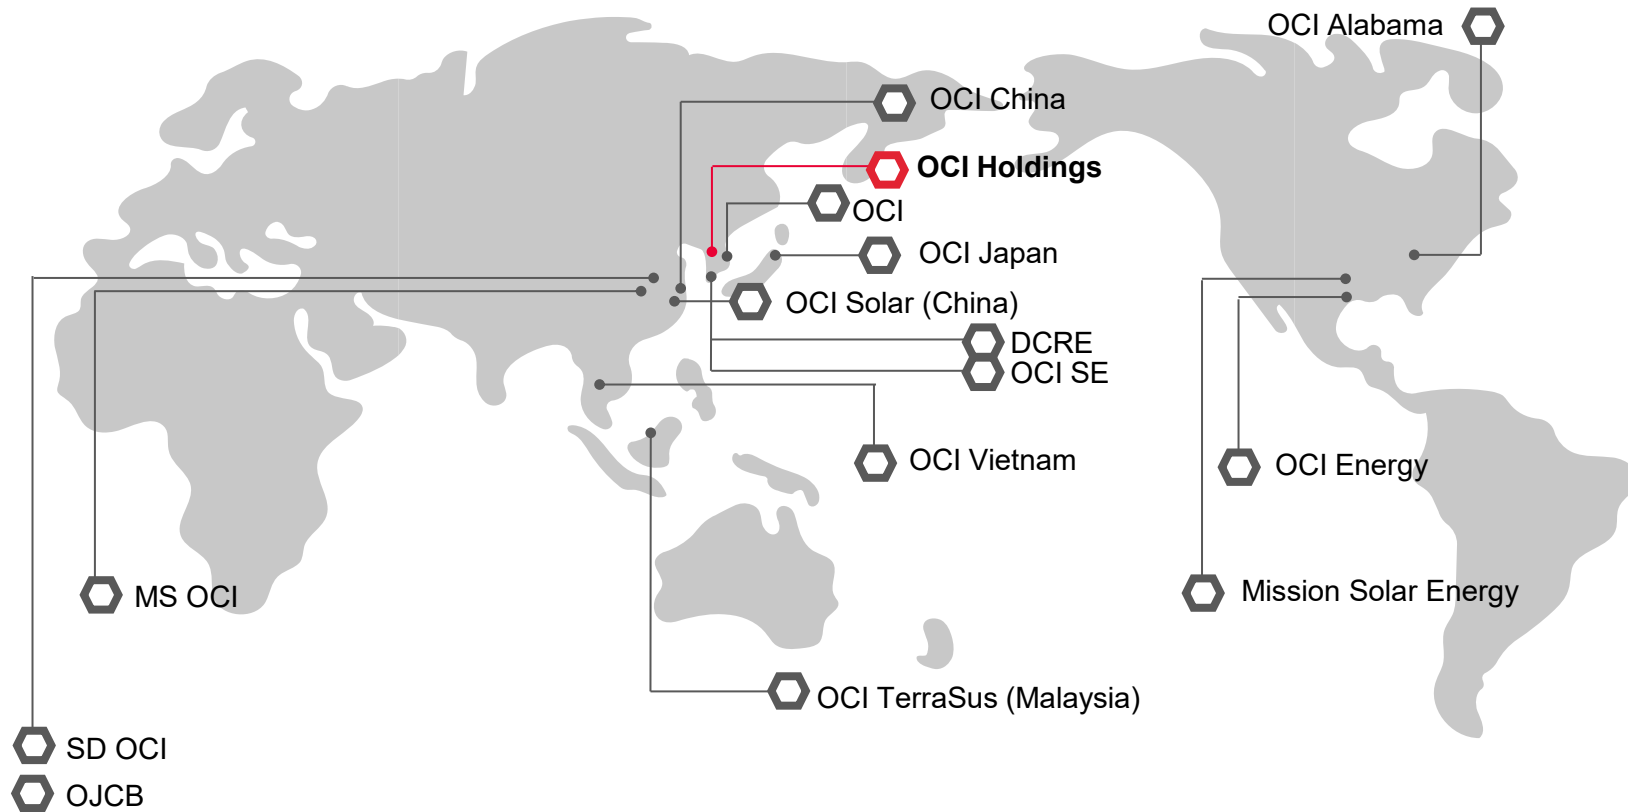 OCI Alabama
OCI China
OCI Holdings
OCI
OCI Japan
OCI Solar (China)
DCRE
OCI SE
OCI Vietnam
OCI Energy
MS OCI
Mission Solar Energy
OCI TerraSus (Malaysia)
SD OCI
OJCB